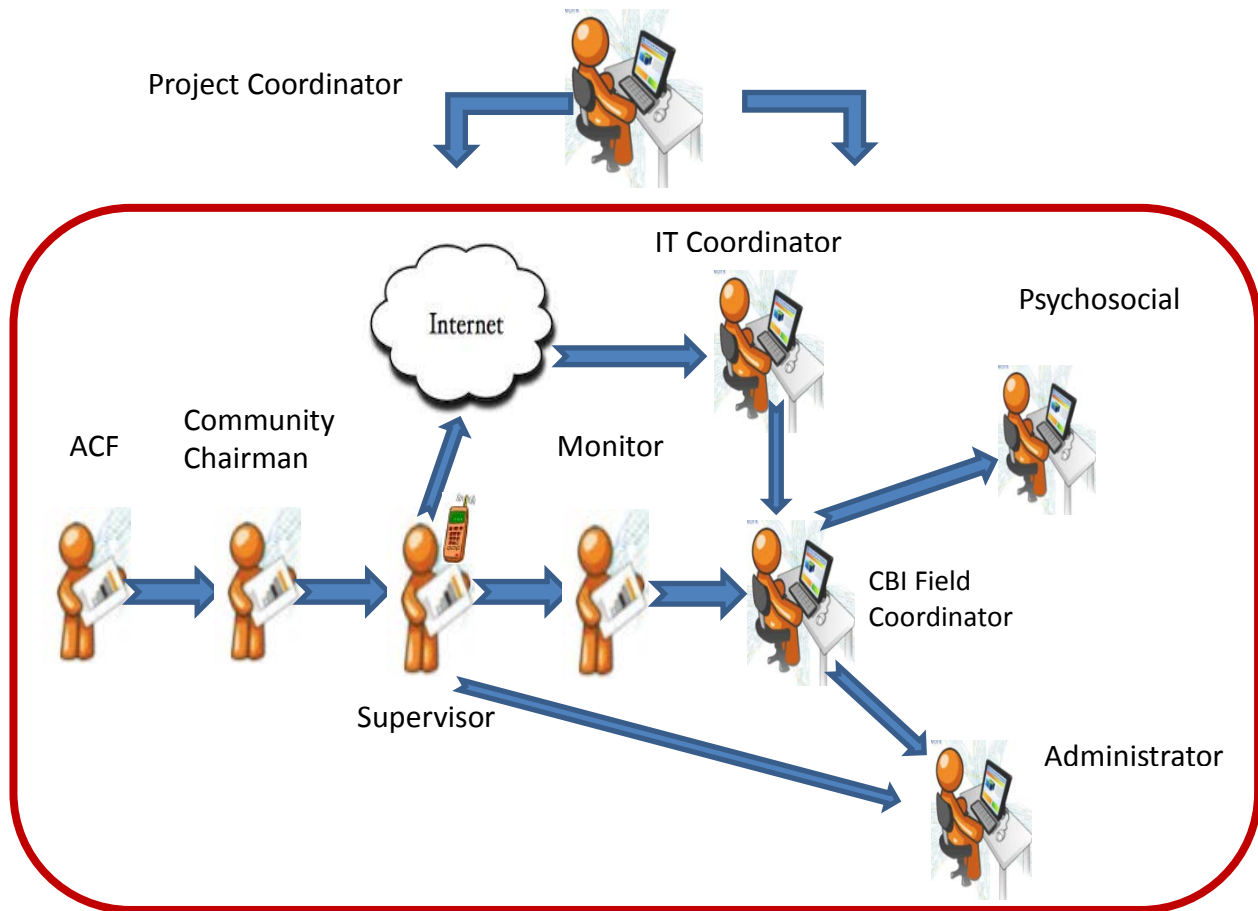 Project Coordinator
IT Coordinator
Psychosocial
Internet
Community
Chairman
ACF
Monitor
CBI Field
Coordinator
Supervisor
Administrator